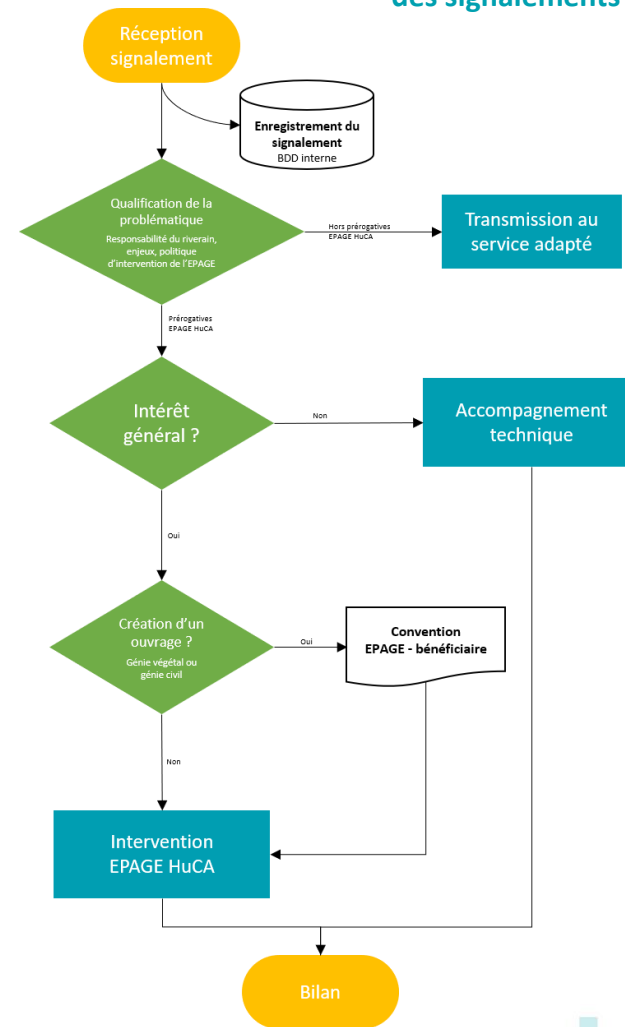 des signalements
Réception
signalement
Enregistrement du
signalement
BDD interne
Qualification de la
problématique
Responsabilité du riverain,
enjeux, politique
d'intervention de l'EPAGE
Hors prérogatives
EPAGE HuCA
Transmission au
service adapté
Prérogatives
EPAGE HuCA
Intérêt
général ?
Non
Accompagnement
technique
Oui
Création d'un
ouvrage ?
Génie végétal ou
génie civil
Oui
Convention
EPAGE - bénéficiaire
Non
Intervention
EPAGE HuCA
Bilan